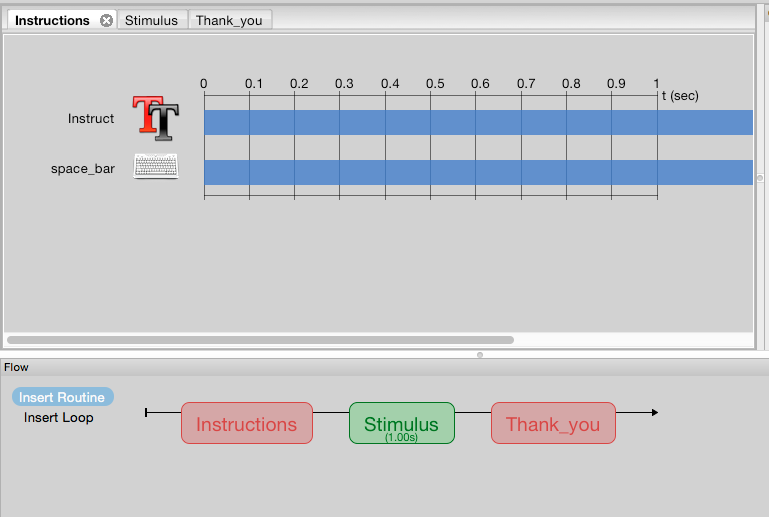 Instructions Stimulus Thank_you
0 0.1 0.2 0.3 0.4 0.5 0.6 0.7 0.8 0.9 1
t (sec)
Instruct
space_bar
Flow
Insert Routine
Insert Loop
Instructions Stimulus Thank_you
(1.00s)